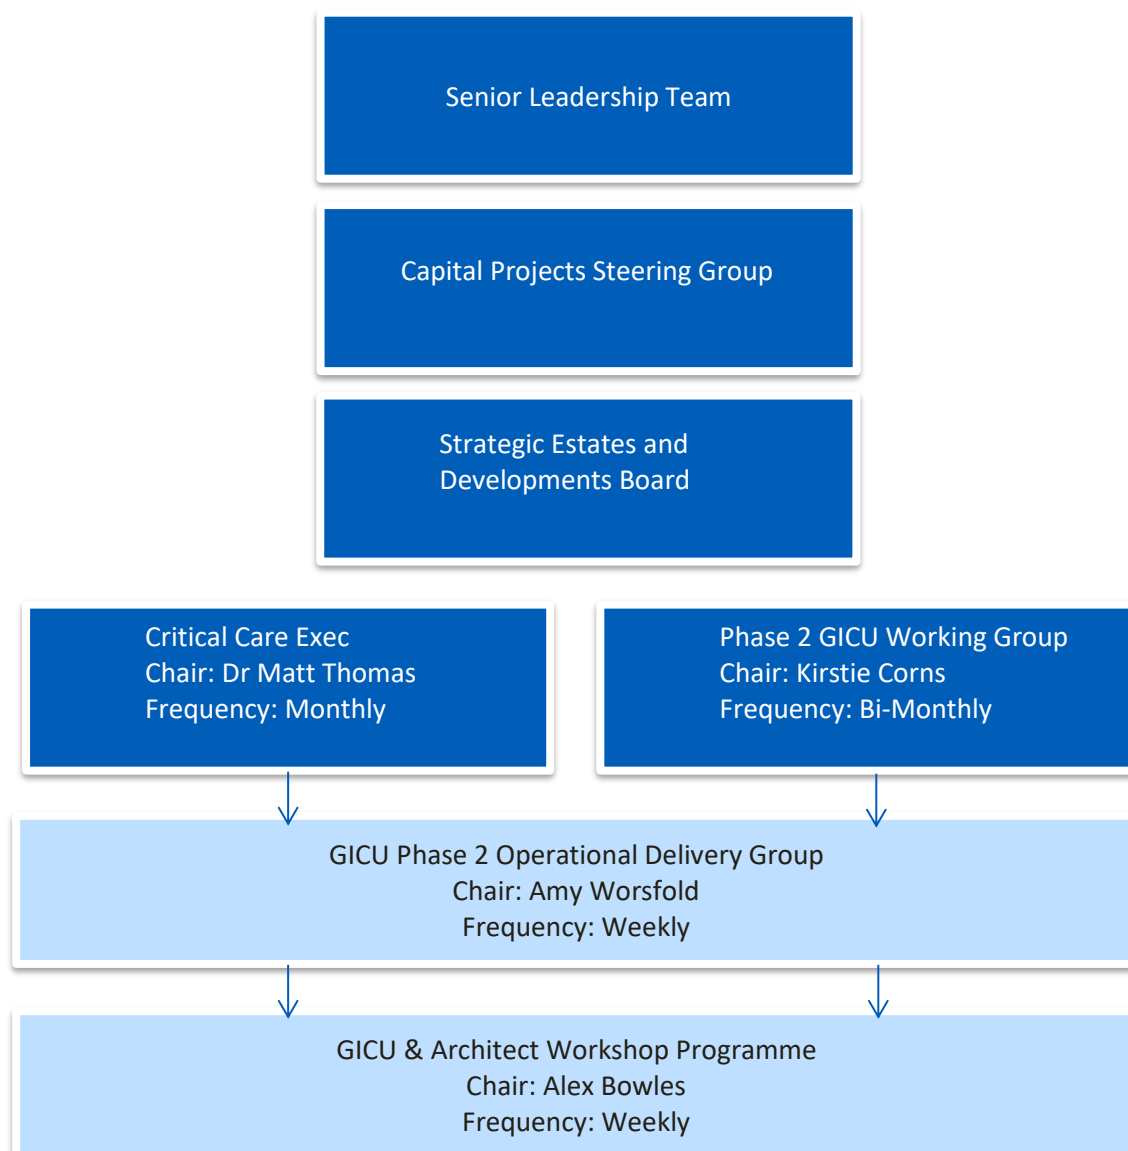 Senior Leadership Team
Capital Projects Steering Group
Strategic Estates and
Developments Board
Critical Care Exec
Chair: Dr Matt Thomas
Frequency: Monthly
Phase 2 GICU Working Group
Chair: Kirstie Corns
Frequency: Bi-Monthly
GICU Phase 2 Operational Delivery Group
Chair: Amy Worsfold
Frequency: Weekly
GICU & Architect Workshop Programme
Chair: Alex Bowles
Frequency: Weekly